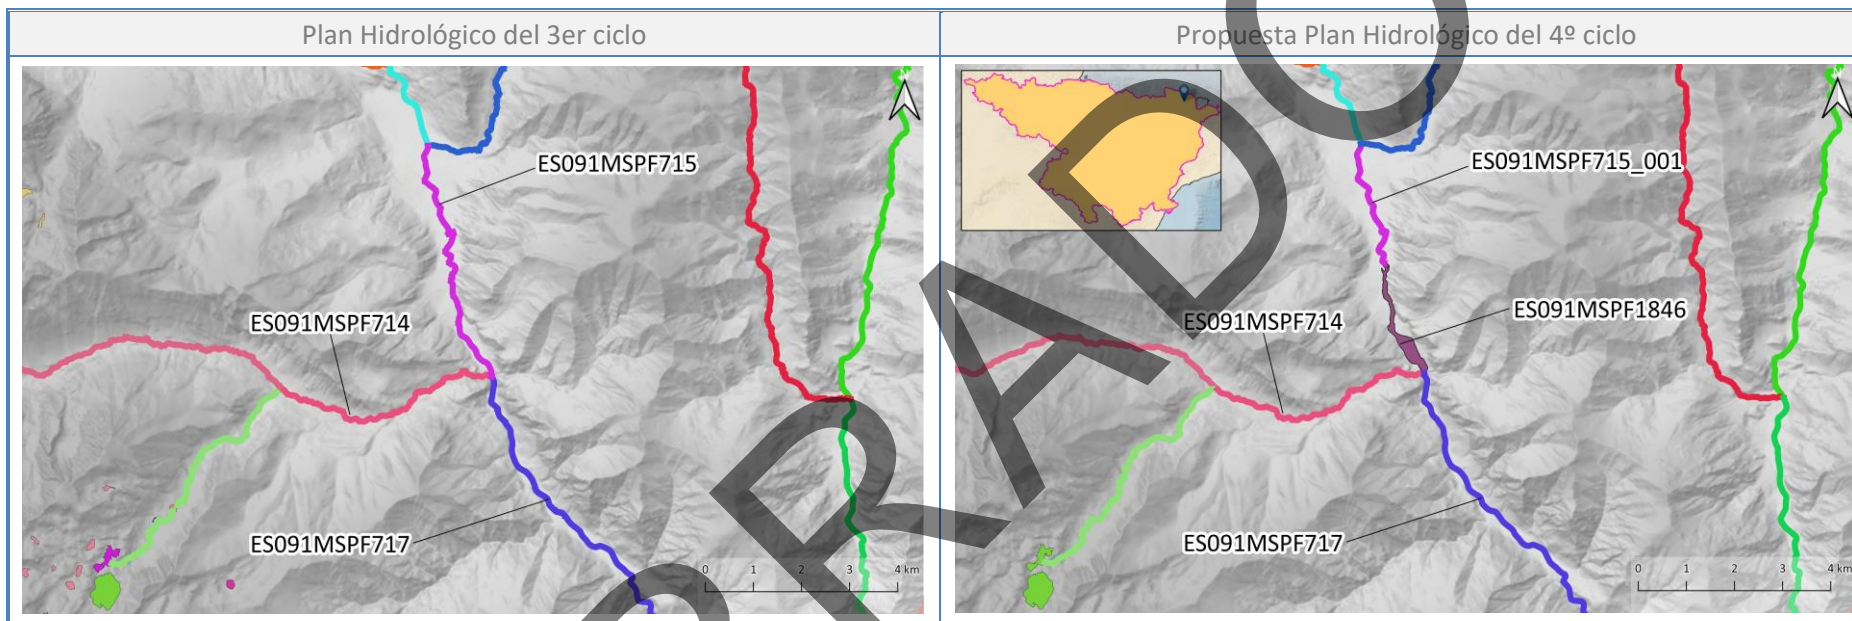 Plan Hidrológico del 3er ciclo
Propuesta Plan Hidrológico del 4º ciclo
ES091MSPF715
ES091MSPF714
ES091MSPF717
0 1 2 3 4 km
ES091MSPF715_001
ES091MSPF1846
ES091MSPF714
ES091MSPF717
0 1 2 3 4 km
RADO